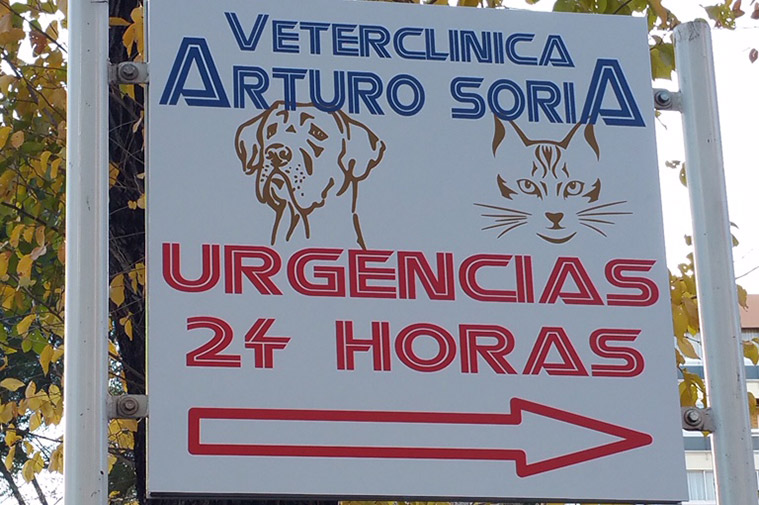 VETERCLINICA
ARTURO SORIA
URGENCIAS
24 HORAS